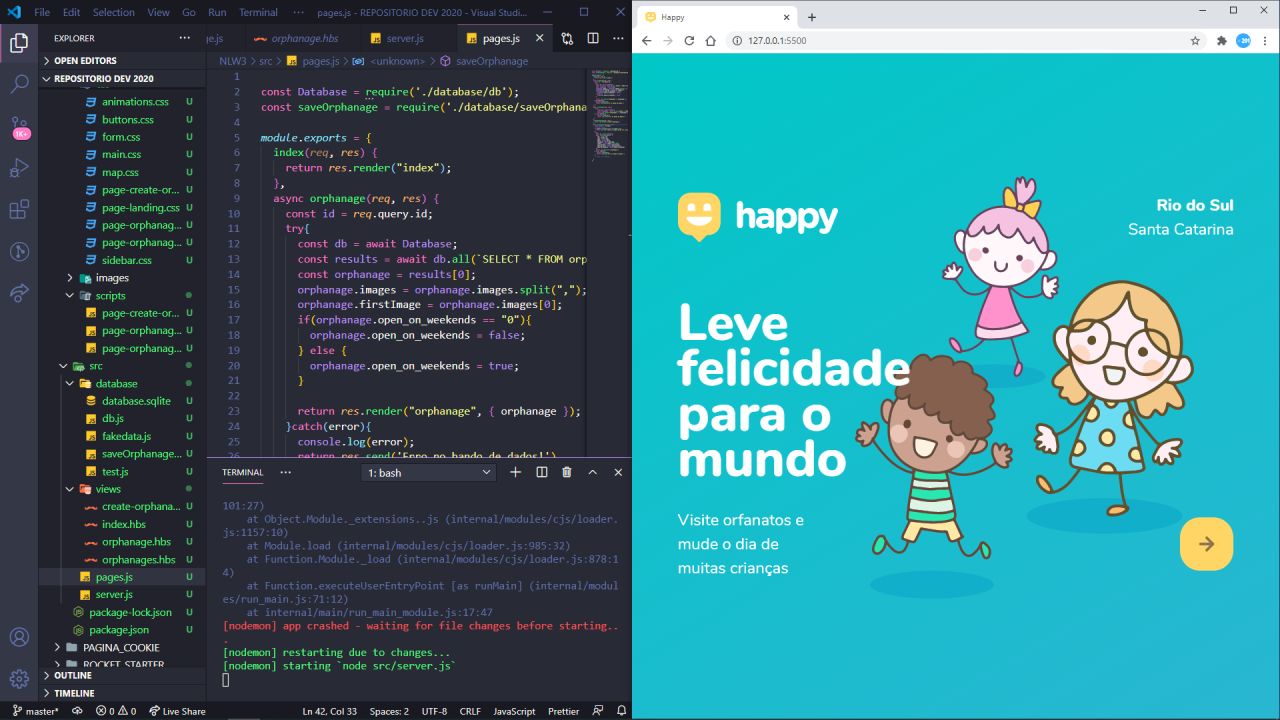 File Edit Selection View Go Run Terminal ··· pages.js - REPOSITORIO DEV 2020 - Visual Studi...
EXPLORER
OPEN EDITORS
REPOSITORIO DEV 2020
animations.css U
buttons.css U
form.css U
main.css U
map.css U
page-create-or... U
page-landing.css U
page-orphanag... U
page-orphanag... U
sidebar.css U
images
scripts
page-create-or... U
page-orphanag... U
page-orphanag... U
src
database
database.sqlite U
db.js U
fakedata.js U
saveOrphanage... U
test.js U
views
create-orphana... U
index.hbs U
orphanage.hbs U
orphanages.hbs U
pages.js U
server.js U
package-lock.json U
package.json U
PAGINA_COOKIE
ROCKET_STARTER
OUTLINE
TIMELINE
1K+
ge.js orphanage.hbs server.js pages.js
NLW3 > src > pages.js > <unknown> > saveOrphanage
1
2 const Database = require('./database/db');
3 const saveOrphanage = require('./database/saveOrphana
4
5 module.exports = {
6 index(req, res) {
7 return res.render("index");
8 },
9 async orphanage(req, res) {
10 const id = req.query.id;
11 try{
12 const db = await Database;
13 const results = await db.all(`SELECT * FROM orp
14 const orphanage = results[0];
15 orphanage.images = orphanage.images.split(",");
16 orphanage.firstImage = orphanage.images[0];
17 if(orphanage.open_on_weekends == "0"){
18 orphanage.open_on_weekends = false;
19 } else {
20 orphanage.open_on_weekends = true;
21 }
22
23 return res.render("orphanage", { orphanage });
24 }catch(error){
25 console.log(error);
26 return res.send('Erro no bando de dados!')
TERMINAL ··· 1: bash
101:27)
at Object.Module._extensions..js (internal/modules/cjs/loader.
js:1157:10)
at Module.load (internal/modules/cjs/loader.js:985:32)
at Function.Module._load (internal/modules/cjs/loader.js:878:1
4)
at Function.executeUserEntryPoint [as runMain] (internal/modul
es/run_main.js:71:12)
at internal/main/run_main_module.js:17:47
[nodemon] app crashed - waiting for file changes before starting..
.
[nodemon] restarting due to changes...
[nodemon] starting `node src/server.js`
master* 0 0 Live Share Ln 42, Col 33 Spaces: 2 UTF-8 CRLF JavaScript Prettier
Happy
127.0.0.1:5500
happy
Rio do Sul
Santa Catarina
Leve
felicidade
para o
mundo
Visite orfanatos e
mude o dia de
muitas crianças